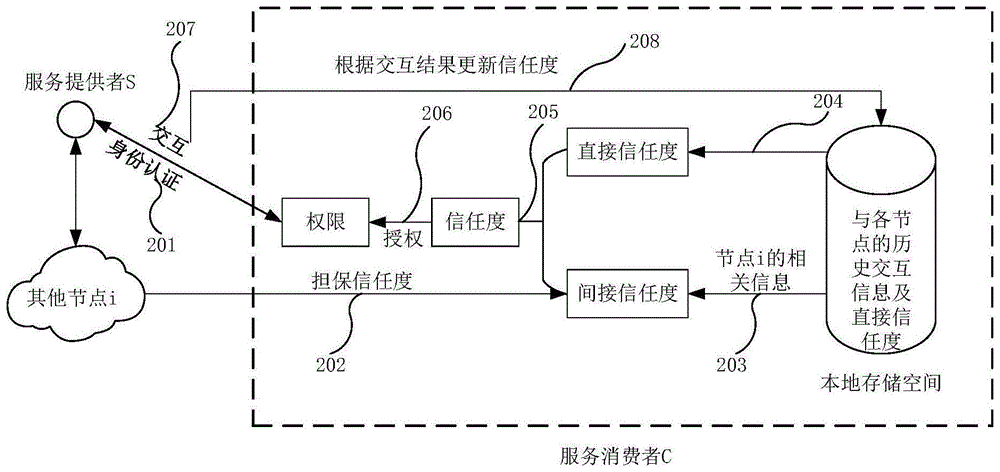 207
208
服务提供者S
根据交互结果更新信任度
交互
身份认证
201
206
205
204
直接信任度
权限
授权
信任度
与各节
点的历
史交互
信息及
直接信
任度
节点i的相
关信息
其他节点i
担保信任度
间接信任度
202
203
本地存储空间
服务消费者C